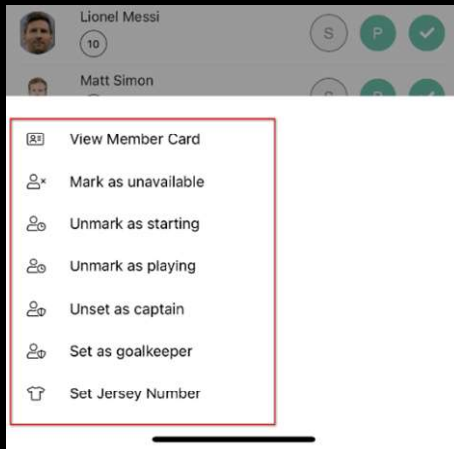 Lionel Messi
10
S P
Matt Simon
View Member Card
Mark as unavailable
Unmark as starting
Unmark as playing
Unset as captain
Set as goalkeeper
Set Jersey Number